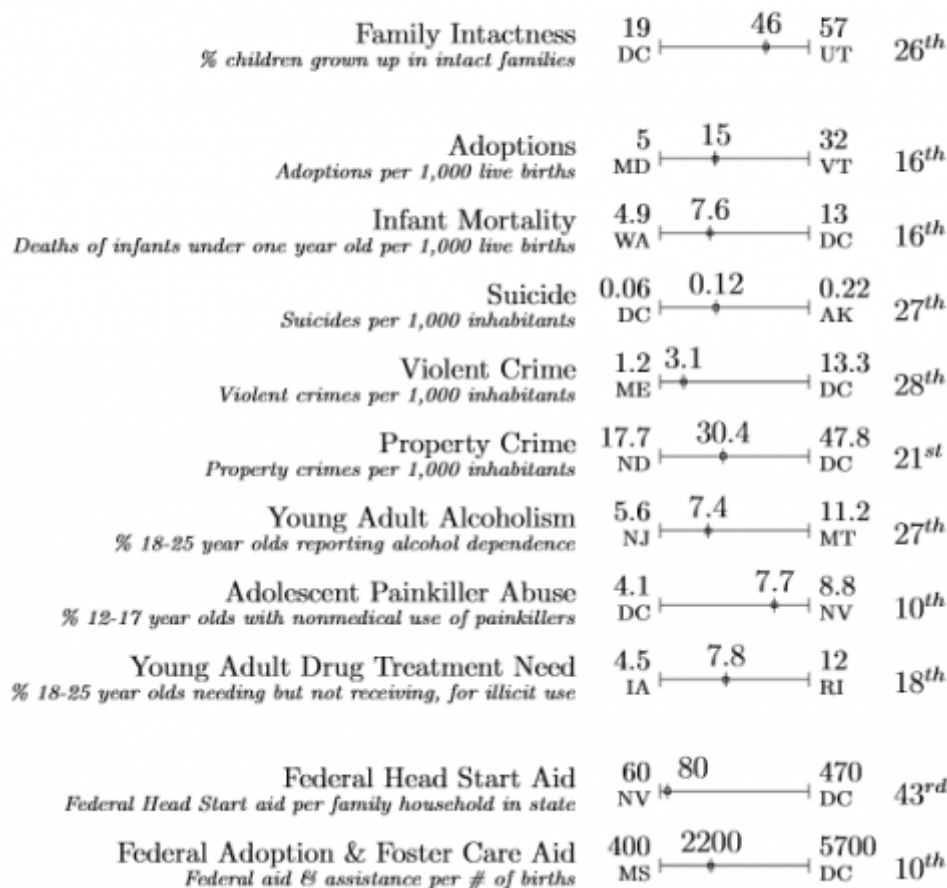 Family Intactness 19 46 57 26th
% children grown up in intact families DC UT
Adoptions 5 15 32 16th
Adoptions per 1,000 live births MD VT
Infant Mortality 4.9 7.6 13 16th
Deaths of infants under one year old per 1,000 live births WA DC
Suicide 0.06 0.12 0.22 27th
Suicides per 1,000 inhabitants DC AK
Violent Crime 1.2 3.1 13.3 28th
Violent crimes per 1,000 inhabitants ME DC
Property Crime 17.7 30.4 47.8 21st
Property crimes per 1,000 inhabitants ND DC
Young Adult Alcoholism 5.6 7.4 11.2 27th
% 18-25 year olds reporting alcohol dependence NJ MT
Adolescent Painkiller Abuse 4.1 7.7 8.8 10th
% 12-17 year olds with nonmedical use of painkillers DC NV
Young Adult Drug Treatment Need 4.5 7.8 12 18th
% 18-25 year olds needing but not receiving, for illicit use IA RI
Federal Head Start Aid 60 80 470 43rd
Federal Head Start aid per family household in state NV DC
Federal Adoption & Foster Care Aid 400 2200 5700 10th
Federal aid & assistance per # of births MS DC